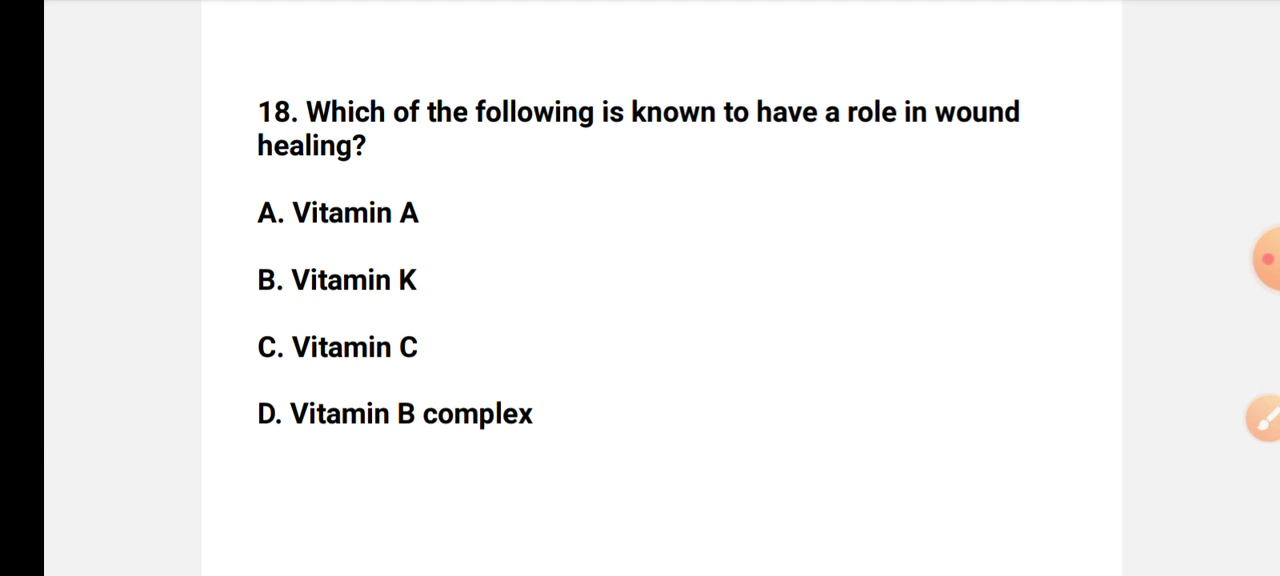 18. Which of the following is known to have a role in wound
healing?
A. Vitamin A
B. Vitamin K
C. Vitamin C
D. Vitamin B complex